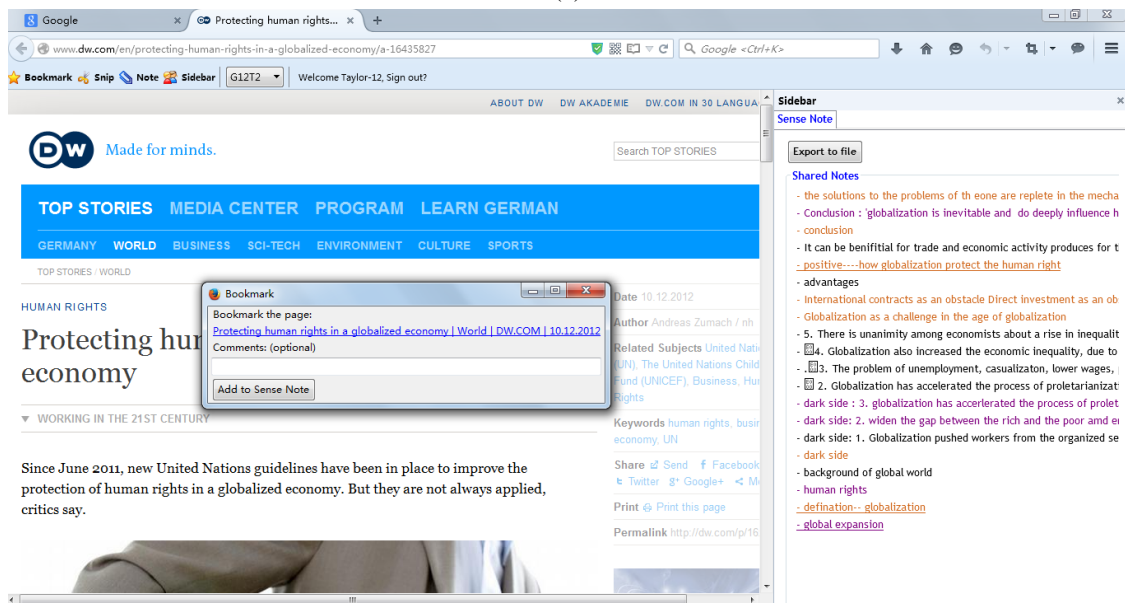 Google
Protecting human rights...
www.dw.com/en/protecting-human-rights-in-a-globalized-economy/a-16435827
Google <Ctrl+K>
Bookmark Snip Note Sidebar G12T2 Welcome Taylor-12, Sign out?
ABOUT DW DW AKADEMIE DW.COM IN 30 LANGUA
DW Made for minds.
Search TOP STORIES
TOP STORIES MEDIA CENTER PROGRAM LEARN GERMAN
GERMANY WORLD BUSINESS SCI-TECH ENVIRONMENT CULTURE SPORTS
TOP STORIES / WORLD
HUMAN RIGHTS
Protecting hur
economy
WORKING IN THE 21ST CENTURY
Since June 2011, new United Nations guidelines have been in place to improve the
protection of human rights in a globalized economy. But they are not always applied,
critics say.
Bookmark
Bookmark the page:
Protecting human rights in a globalized economy | World | DW.COM | 10.12.2012
Comments: (optional)
Add to Sense Note
Date 10.12.2012
Author Andreas Zumach / nh
Related Subjects United Nati
(UN), The United Nations Child
Fund (UNICEF), Business, Hu
Rights
Keywords human rights, busir
economy, UN
Share Send Facebook
Twitter Google+ M
Print Print this page
Permalink http://dw.com/p/16
Sidebar
Sense Note
Export to file
Shared Notes
- the solutions to the problems of th eone are replete in the mecha
- Conclusion : 'globalization is inevitable and do deeply influence h
- conclusion
- It can be benifitial for trade and economic activity produces for t
- positive----how globalization protect the human right
- advantages
- International contracts as an obstacle Direct investment as an ob
- Globalization as a challenge in the age of globalization
- 5. There is unanimity among economists about a rise in inequalit
- 4. Globalization also increased the economic inequality, due to
- .3. The problem of unemployment, casualizaton, lower wages,
- 2. Globalization has accelerated the process of proletarianizat
- dark side : 3. globalization has accerlerated the process of prolet
- dark side: 2. widen the gap between the rich and the poor amd e
- dark side: 1. Globalization pushed workers from the organized se
- dark side
- background of global world
- human rights
- defination-- globalization
- global expansion